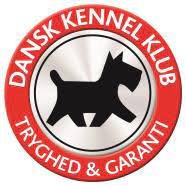 DANSK KENNEL KLUB
TRYGHED & GARANTI